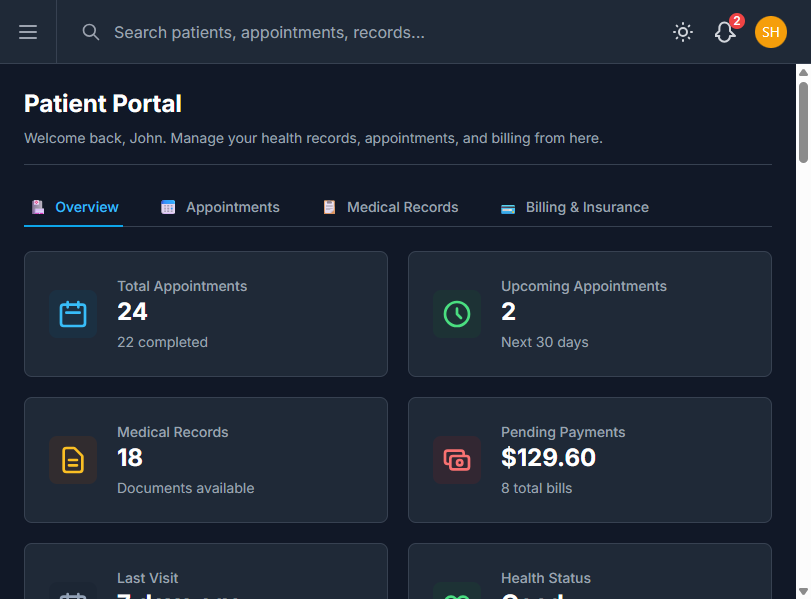 Search patients, appointments, records...
2
SH
Patient Portal
Welcome back, John. Manage your health records, appointments, and billing from here.
Overview
Appointments
Medical Records
Billing & Insurance
Total Appointments
24
22 completed
Upcoming Appointments
2
Next 30 days
Medical Records
18
Documents available
Pending Payments
$129.60
8 total bills
Last Visit
Health Status